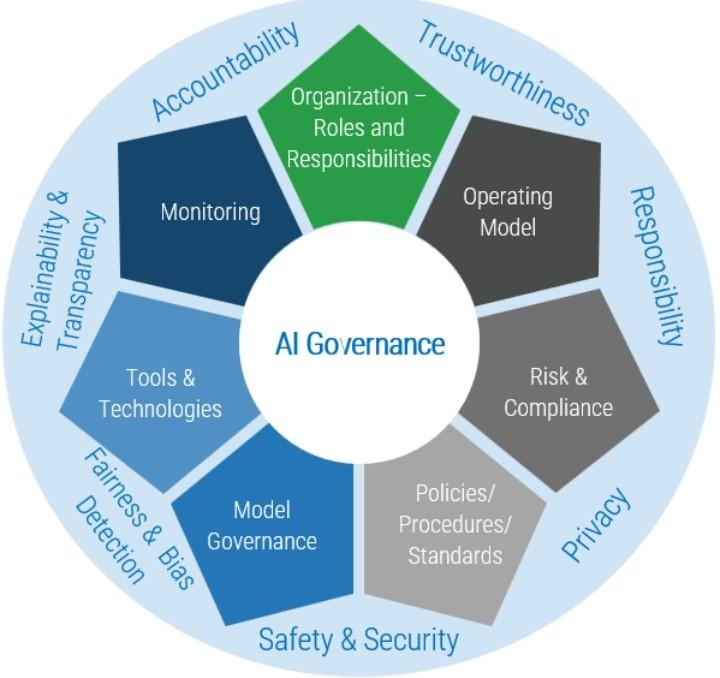 Accountability
Trustworthiness
Organization –
Roles and
Responsibilities
Monitoring
Operating
Model
Explainability &
Transparency
Responsibility
AI Governance
Tools &
Technologies
Risk &
Compliance
Fairness & Bias
Detection
Model
Governance
Policies/
Procedures/
Standards
Privacy
Safety & Security